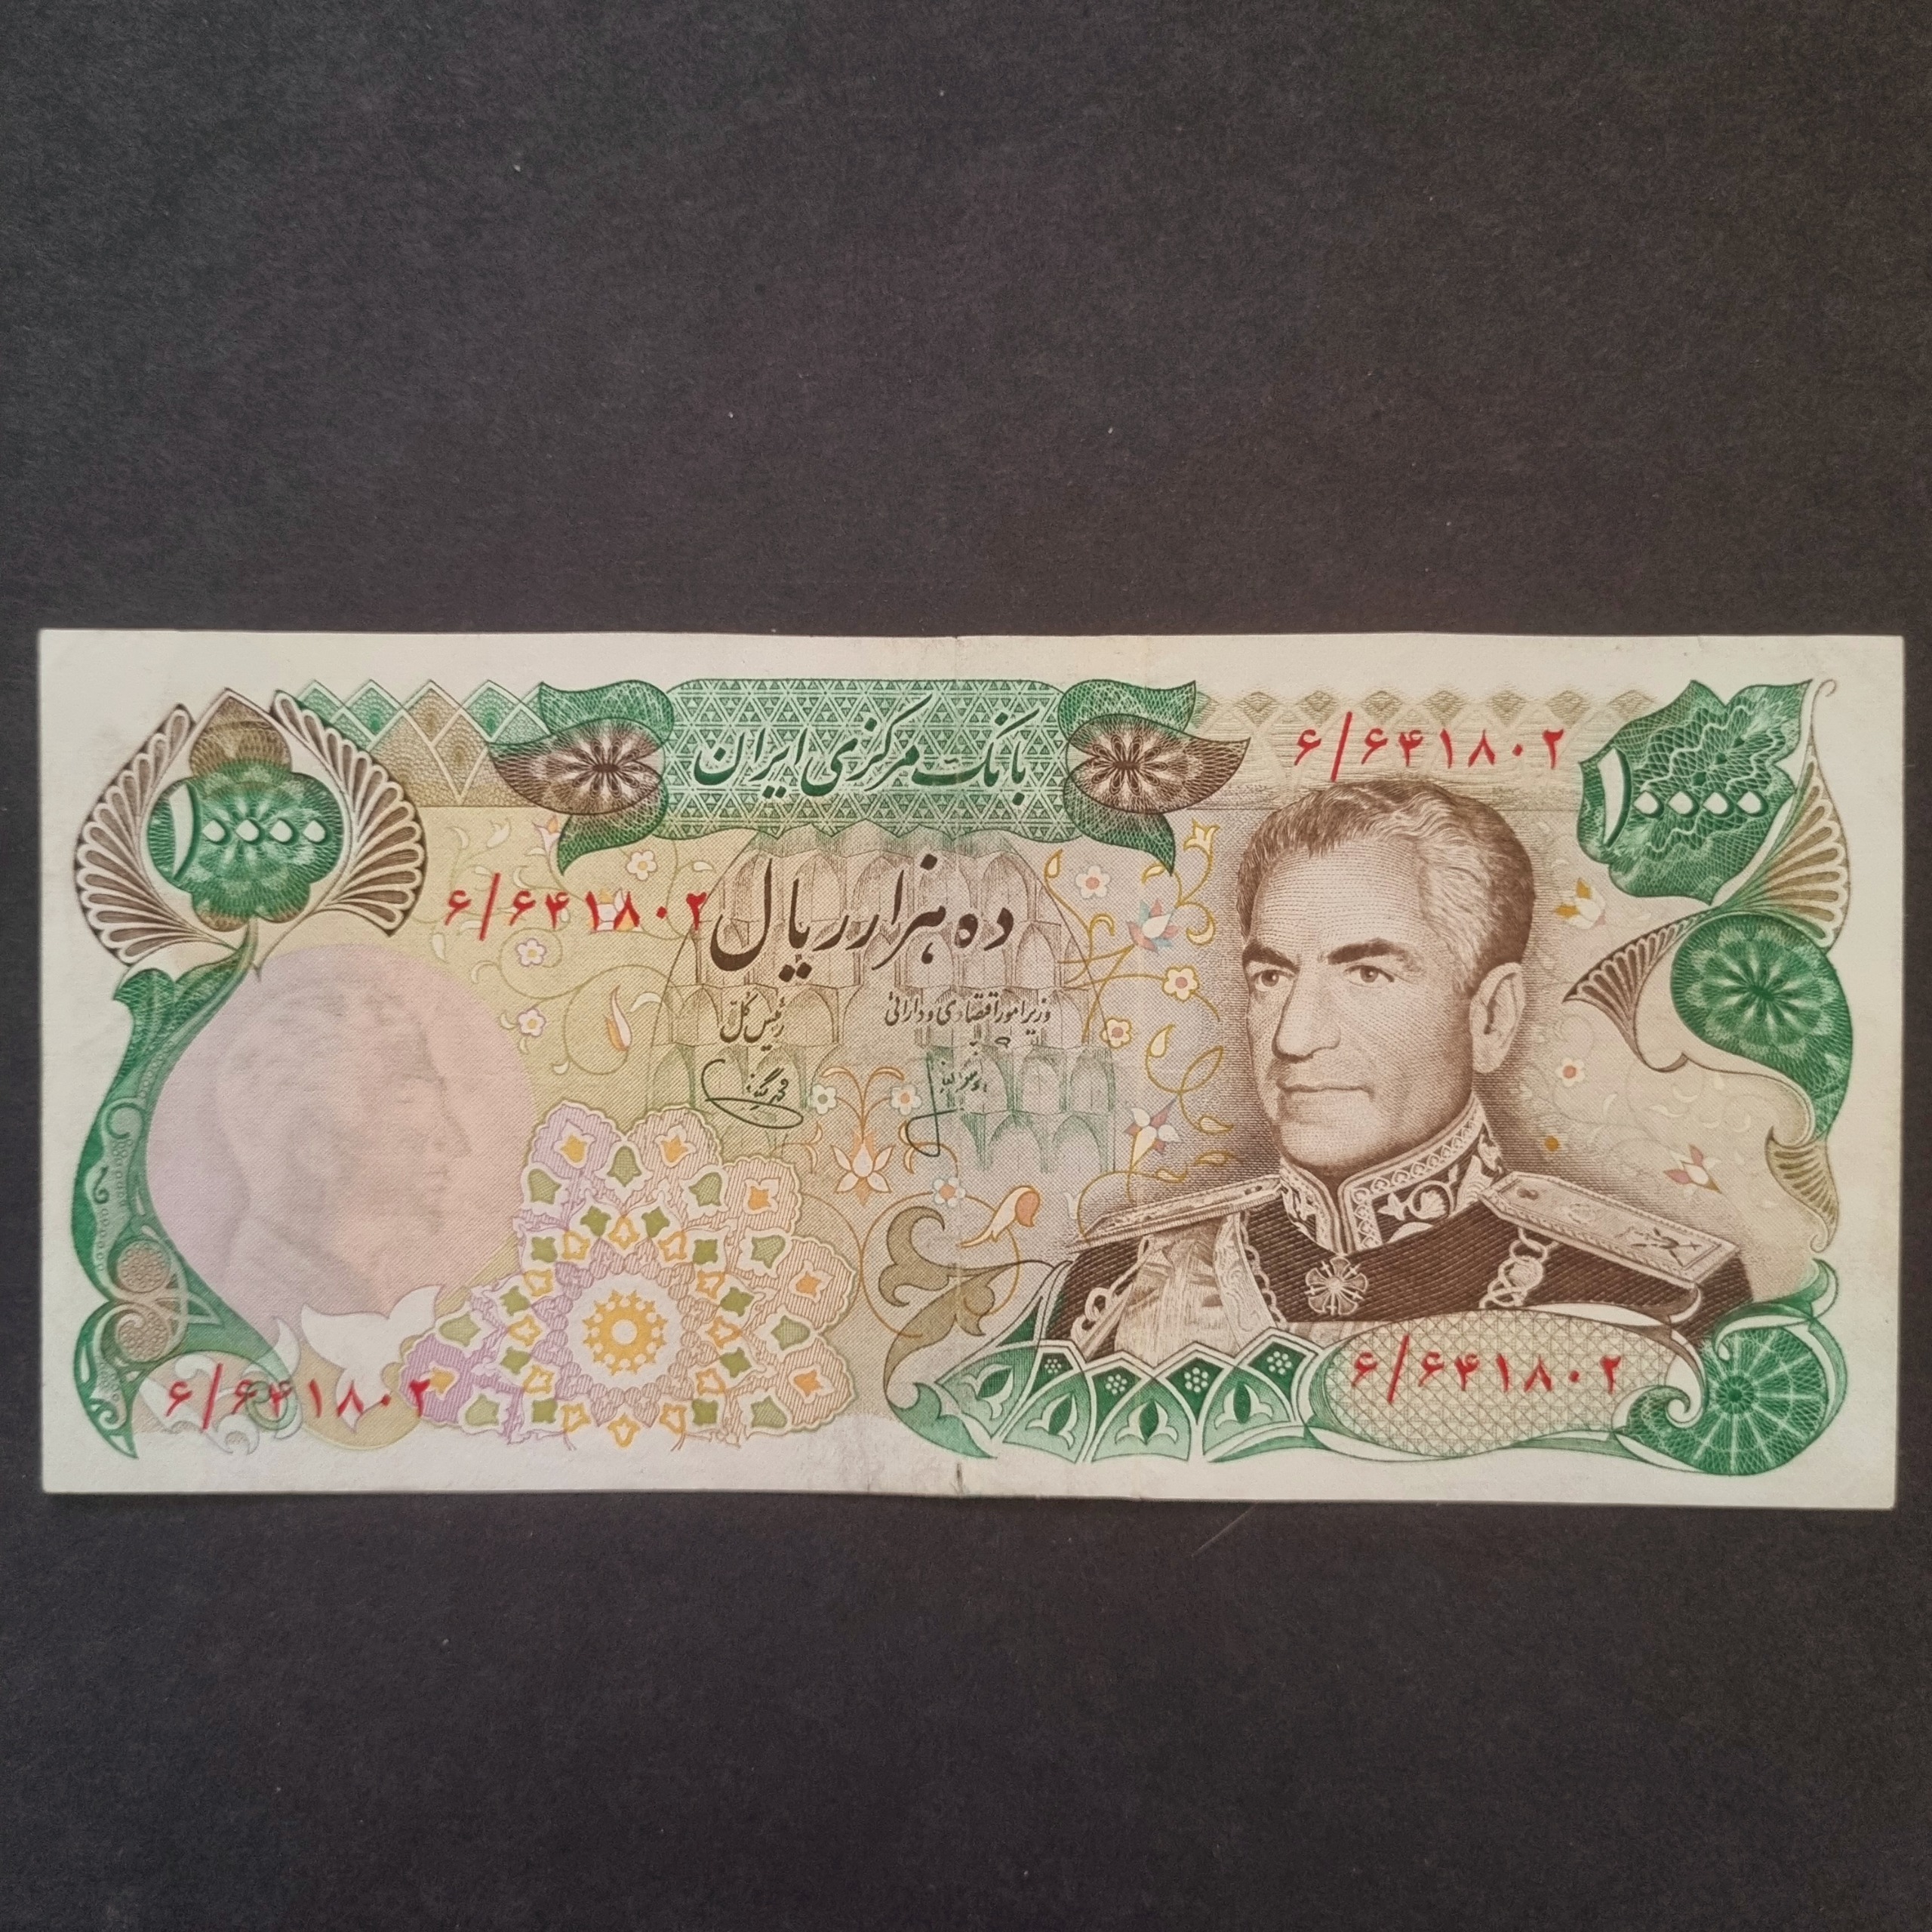 بانک مرکزی ایران
۶/۶۴۱۸۰۲
۱۰۰۰۰
۱۰۰۰۰
۶/۶۴۱۸۰۲
ده هزار ریال
وزیر امور اقتصادی و دارائی
رئیس کل
۶/۶۴۱۸۰۲
۶/۶۴۱۸۰۲